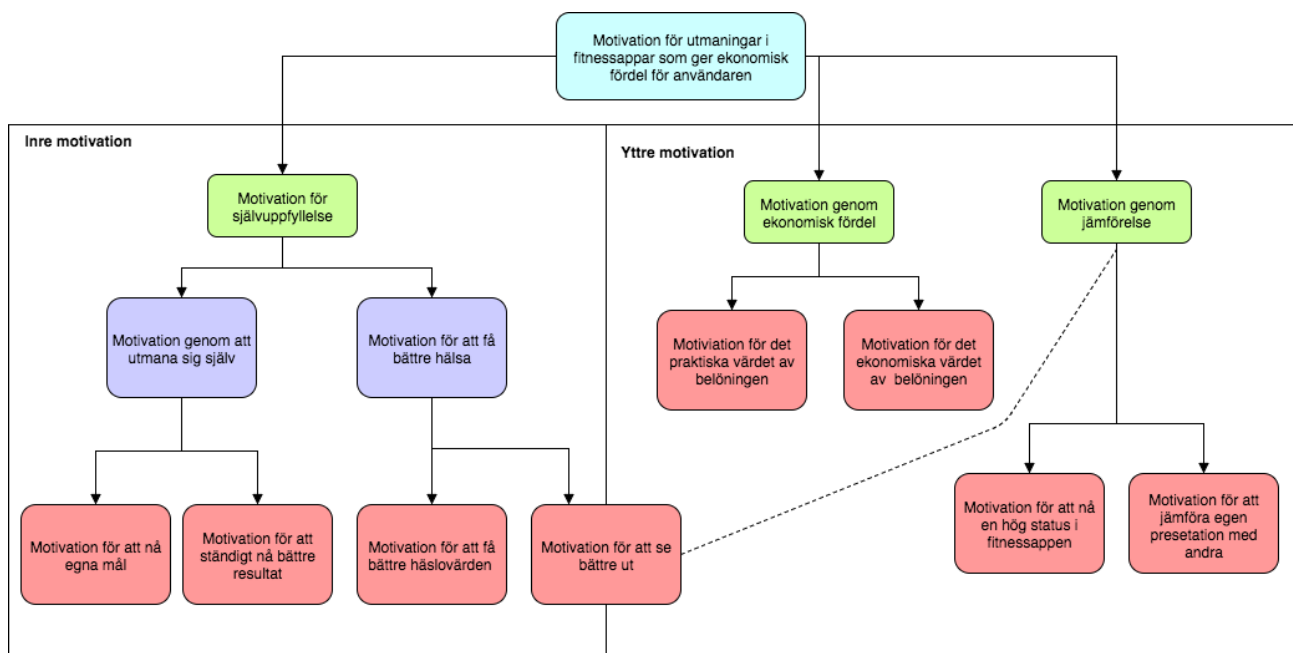 Motivation för utmaningar i
fitnessappar som ger ekonomisk
fördel för användaren
Inre motivation
Yttre motivation
Motivation för
självuppfyllelse
Motivation genom
ekonomisk fördel
Motivation genom
jämförelse
Motivation genom att
utmana sig själv
Motivation för att få
bättre hälsa
Motiviation för det
praktiska värdet av
belöningen
Motivation för det
ekonomiska värdet
av belöningen
Motivation för att nå
egna mål
Motivation för att
ständigt nå bättre
resultat
Motivation för att få
bättre häslovärden
Motivation för att se
bättre ut
Motivation för att nå
en hög status i
fitnessappen
Motivation för att
jämföra egen
presetation med
andra